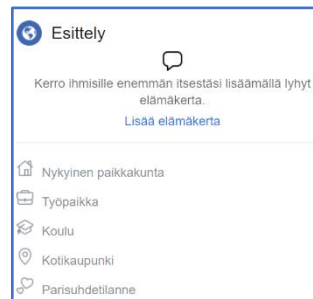 Esittely
Kerro ihmisille enemmän itsestäsi lisäämällä lyhyt
elämäkerta.
Lisää elämäkerta
Nykyinen paikkakunta
Työpaikka
Koulu
Kotikaupunki
Parisuhdetilanne